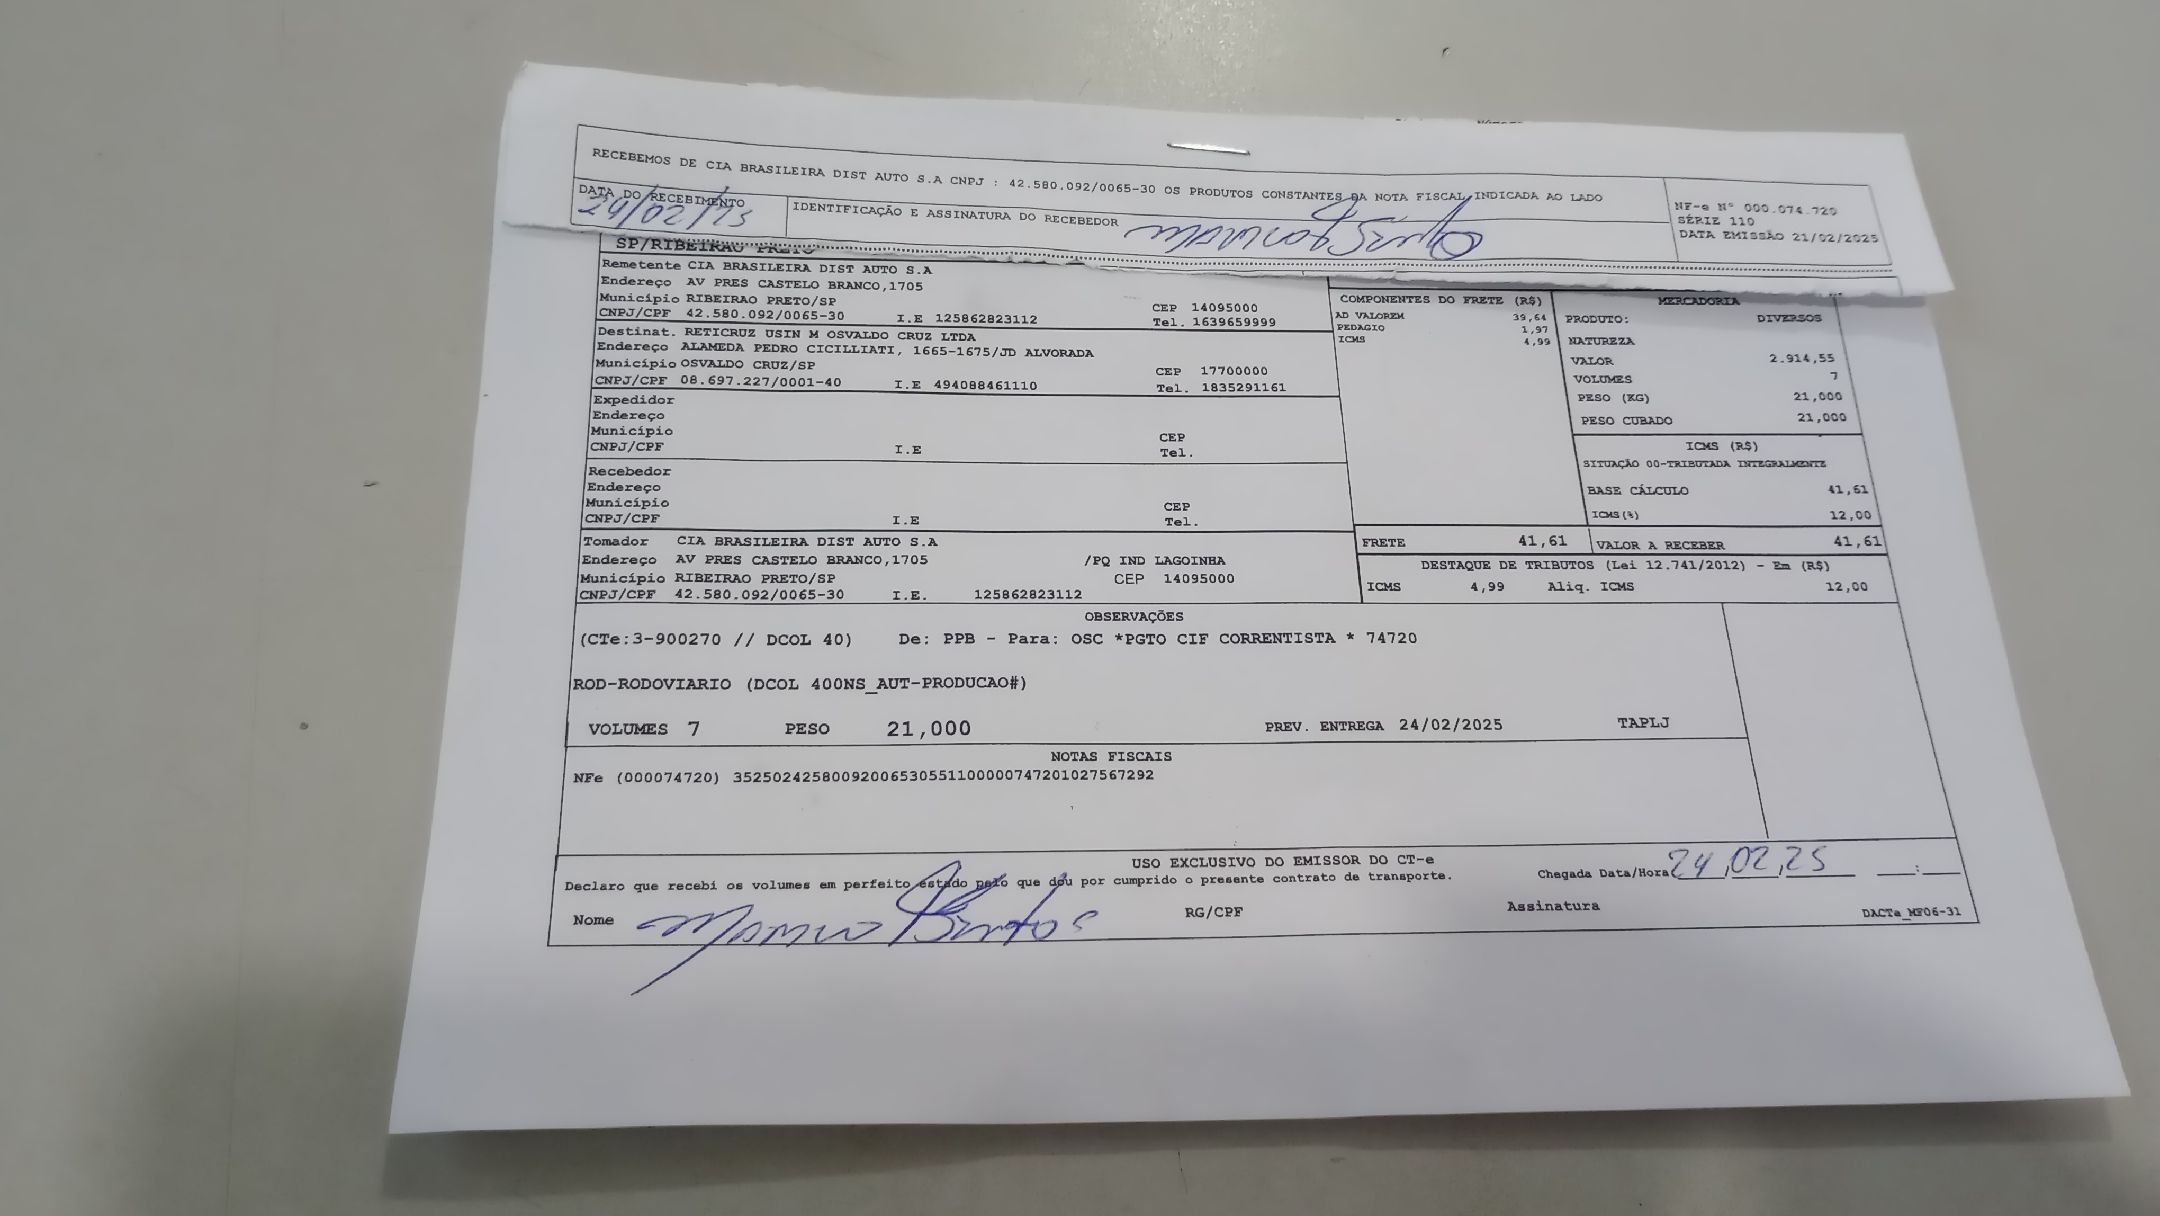 RECEBEMOS DE CIA BRASILEIRA DIST AUTO S.A CNPJ : 42.580.092/0065-30 OS PRODUTOS CONSTANTES DA NOTA FISCAL INDICADA AO LADO
DATA DO RECEBIMENTO
24/02/25
IDENTIFICAÇÃO E ASSINATURA DO RECEBEDOR
NF-e Nº 000.074.720
SÉRIE 110
DATA EMISSÃO 21/02/2025
SP/RIBEIRAO PRETO
Remetente CIA BRASILEIRA DIST AUTO S.A
Endereço AV PRES CASTELO BRANCO,1705
Município RIBEIRAO PRETO/SP CEP 14095000
CNPJ/CPF 42.580.092/0065-30 I.E 125862823112 Tel. 1639659999
Destinat. RETICRUZ USIN M OSVALDO CRUZ LTDA
Endereço ALAMEDA PEDRO CICILLIATI, 1665-1675/JD ALVORADA
Município OSVALDO CRUZ/SP CEP 17700000
CNPJ/CPF 08.697.227/0001-40 I.E 494088461110 Tel. 1835291161
Expedidor
Endereço
Município CEP
CNPJ/CPF I.E Tel.
Recebedor
Endereço
Município CEP
CNPJ/CPF I.E Tel.
Tomador CIA BRASILEIRA DIST AUTO S.A
Endereço AV PRES CASTELO BRANCO,1705 /PQ IND LAGOINHA
Município RIBEIRAO PRETO/SP CEP 14095000
CNPJ/CPF 42.580.092/0065-30 I.E. 125862823112
COMPONENTES DO FRETE (R$)
AD VALOREM 39,64
PEDAGIO 1,97
ICMS 4,99
MERCADORIA
PRODUTO: DIVERSOS
NATUREZA
VALOR 2.914,55
VOLUMES 7
PESO (KG) 21,000
PESO CUBADO 21,000
ICMS (R$)
SITUAÇÃO 00-TRIBUTADA INTEGRALMENTE
BASE CÁLCULO 41,61
ICMS(%) 12,00
FRETE 41,61 VALOR A RECEBER 41,61
DESTAQUE DE TRIBUTOS (Lei 12.741/2012) - Em (R$)
ICMS 4,99 Aliq. ICMS 12,00
OBSERVAÇÕES
(CTe:3-900270 // DCOL 40) De: PPB - Para: OSC *PGTO CIF CORRENTISTA * 74720
ROD-RODOVIARIO (DCOL 400NS_AUT-PRODUCAO#)
VOLUMES 7 PESO 21,000 PREV. ENTREGA 24/02/2025 TAPLJ
NOTAS FISCAIS
NFe (000074720) 35250242580092006530551100000747201027567292
USO EXCLUSIVO DO EMISSOR DO CT-e
Declaro que recebi os volumes em perfeito estado pelo que dou por cumprido o presente contrato de transporte.
Chegada Data/Hora 24,02,25 __:__
Nome RG/CPF Assinatura
DACTe_MF06-31